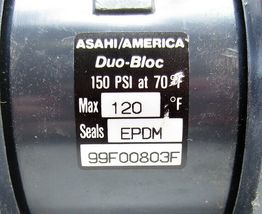 ASAHI/AMERICA
Duo-Bloc
150 PSI at 70°F
Max 120 °F
Seals EPDM
99F00803F